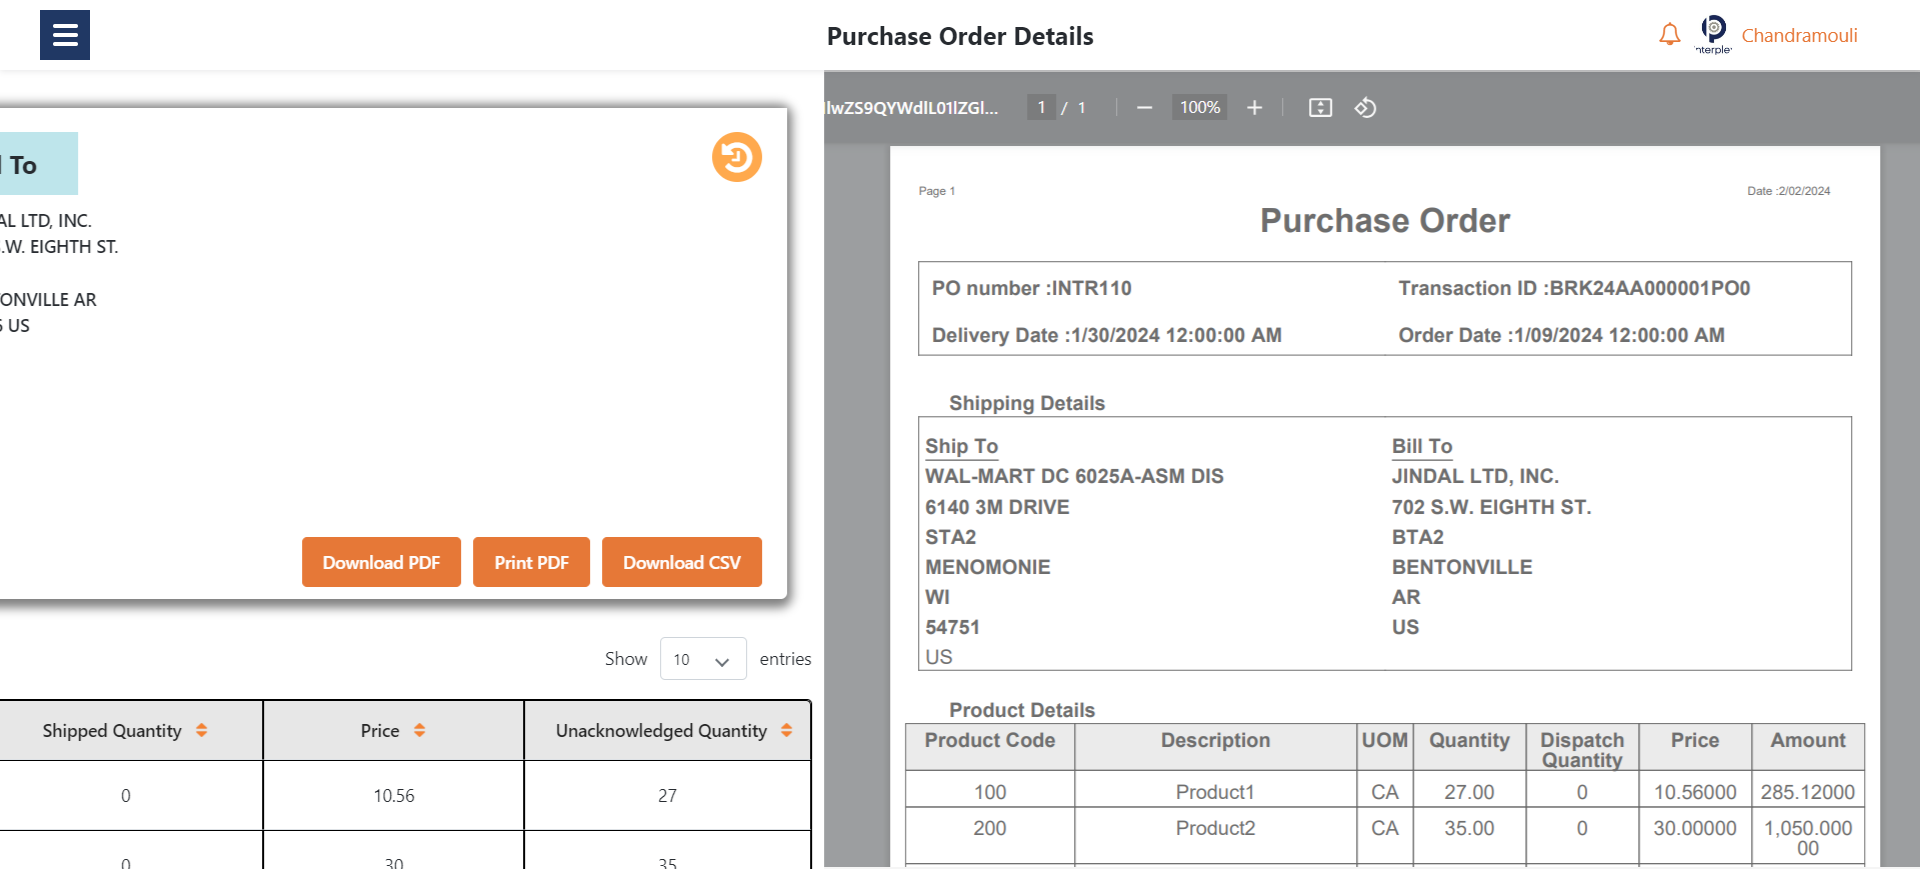 Purchase Order Details
Chandramouli
To
AL LTD, INC.
.W. EIGHTH ST.
ONVILLE AR
US
Download PDF
Print PDF
Download CSV
Show 10 entries
Shipped Quantity Price Unacknowledged Quantity
0 10.56 27
0 30 35
lwZS9QYWdlL01lZGl...
1 / 1
100%
Page 1
Date :2/02/2024
Purchase Order
PO number :INTR110
Transaction ID :BRK24AA000001PO0
Delivery Date :1/30/2024 12:00:00 AM
Order Date :1/09/2024 12:00:00 AM
Shipping Details
Ship To
WAL-MART DC 6025A-ASM DIS
6140 3M DRIVE
STA2
MENOMONIE
WI
54751
US
Bill To
JINDAL LTD, INC.
702 S.W. EIGHTH ST.
BTA2
BENTONVILLE
AR
US
Product Details
Product Code Description UOM Quantity Dispatch Quantity Price Amount
100 Product1 CA 27.00 0 10.56000 285.12000
200 Product2 CA 35.00 0 30.00000 1,050.000
00